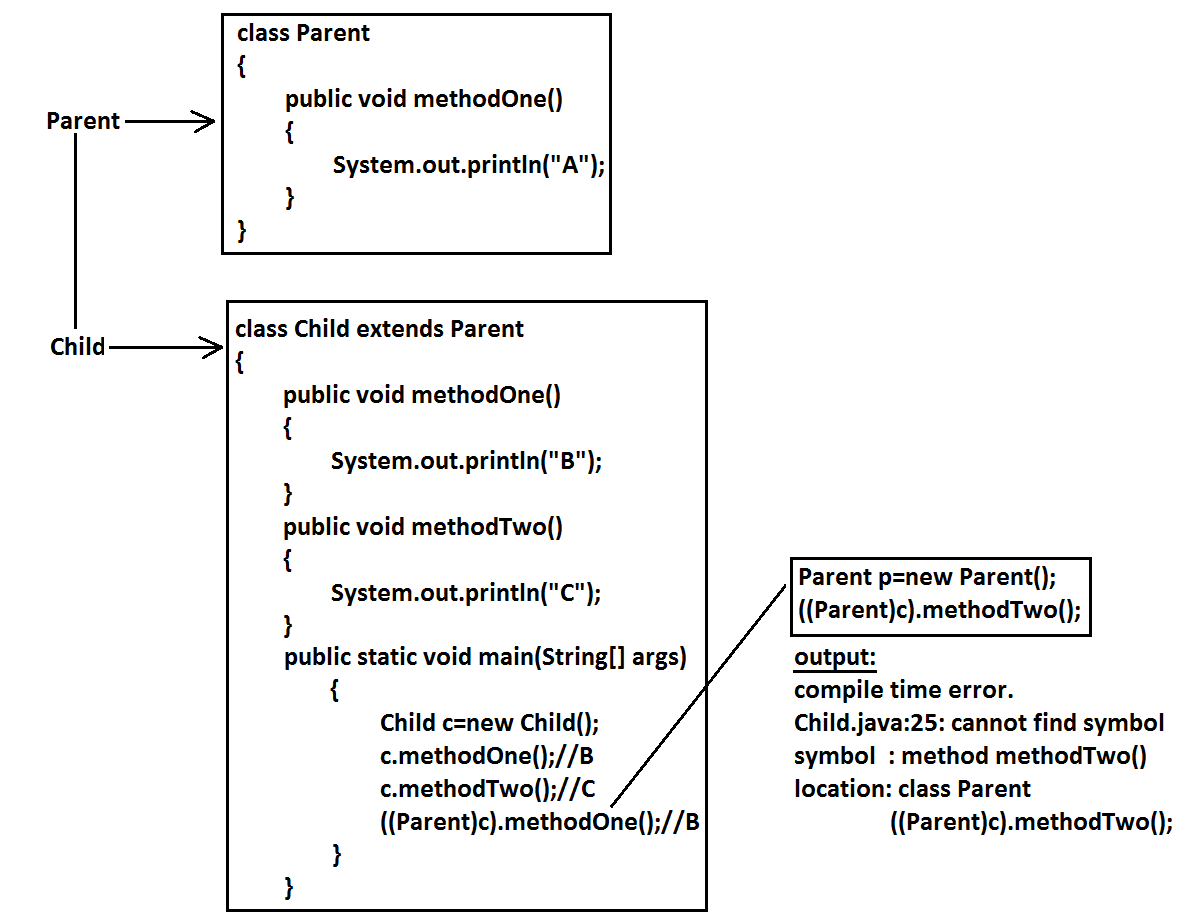 class Parent
{
public void methodOne()
{
System.out.println("A");
}
}
Parent
Child
class Child extends Parent
{
public void methodOne()
{
System.out.println("B");
}
public void methodTwo()
{
System.out.println("C");
}
public static void main(String[] args)
{
Child c=new Child();
c.methodOne();//B
c.methodTwo();//C
((Parent)c).methodOne();//B
}
}
Parent p=new Parent();
((Parent)c).methodTwo();
output:
compile time error.
Child.java:25: cannot find symbol
symbol  : method methodTwo()
location: class Parent
((Parent)c).methodTwo();